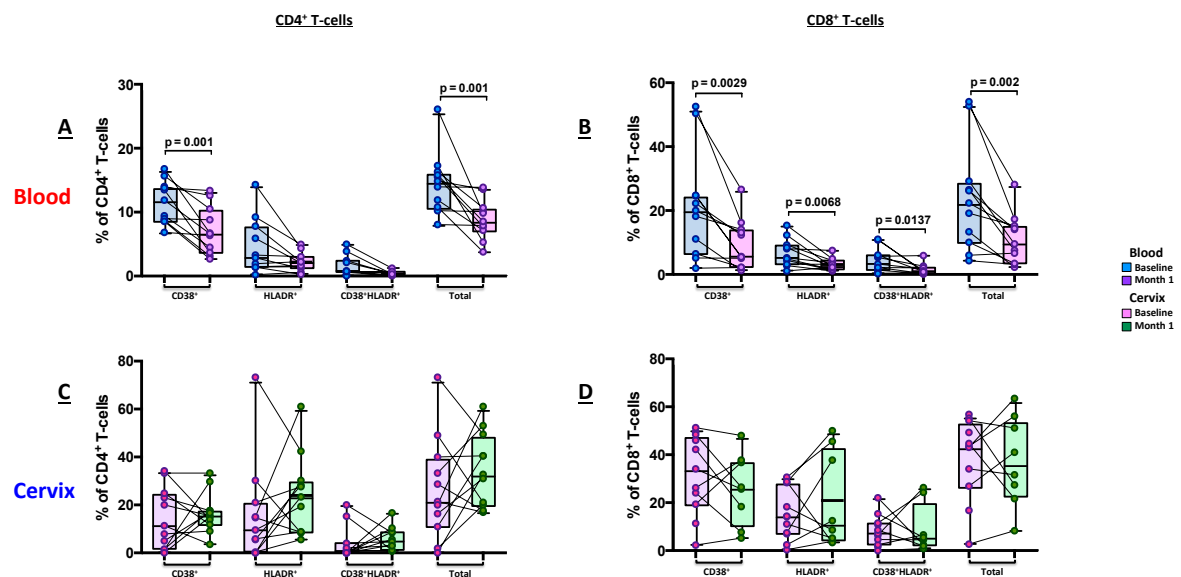 CD4⁺ T-cells
CD8⁺ T-cells
A
Blood
% of CD4⁺ T-cells
30
20
10
0
p = 0.001
p = 0.001
CD38⁺
HLADR⁺
CD38⁺HLADR⁺
Total
B
% of CD8⁺ T-cells
60
40
20
0
p = 0.0029
p = 0.0068
p = 0.0137
p = 0.002
CD38⁺
HLADR⁺
CD38⁺HLADR⁺
Total
Blood
Baseline
Month 1
Cervix
Baseline
Month 1
C
Cervix
% of CD4⁺ T-cells
80
60
40
20
0
CD38⁺
HLADR⁺
CD38⁺HLADR⁺
Total
D
% of CD8⁺ T-cells
80
60
40
20
0
CD38⁺
HLADR⁺
CD38⁺HLADR⁺
Total